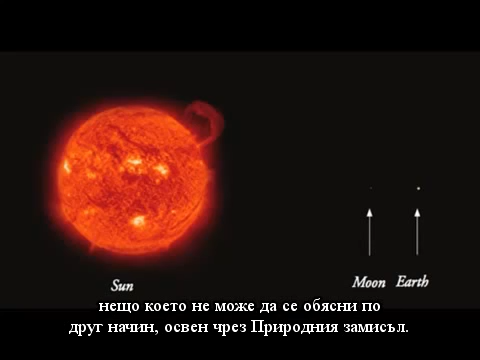 Sun
Moon Earth
нещо което не може да се обясни по
друг начин, освен чрез Природния замисъл.